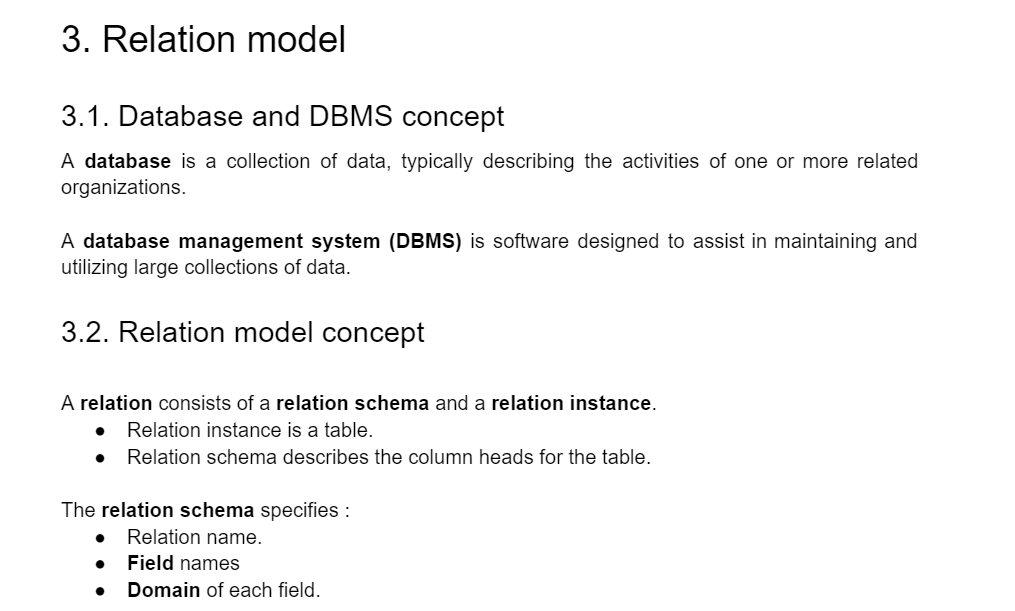 3. Relation model
3.1. Database and DBMS concept
A database is a collection of data, typically describing the activities of one or more related
organizations.
A database management system (DBMS) is software designed to assist in maintaining and
utilizing large collections of data.
3.2. Relation model concept
A relation consists of a relation schema and a relation instance.
● Relation instance is a table.
● Relation schema describes the column heads for the table.
The relation schema specifies :
● Relation name.
● Field names
● Domain of each field.